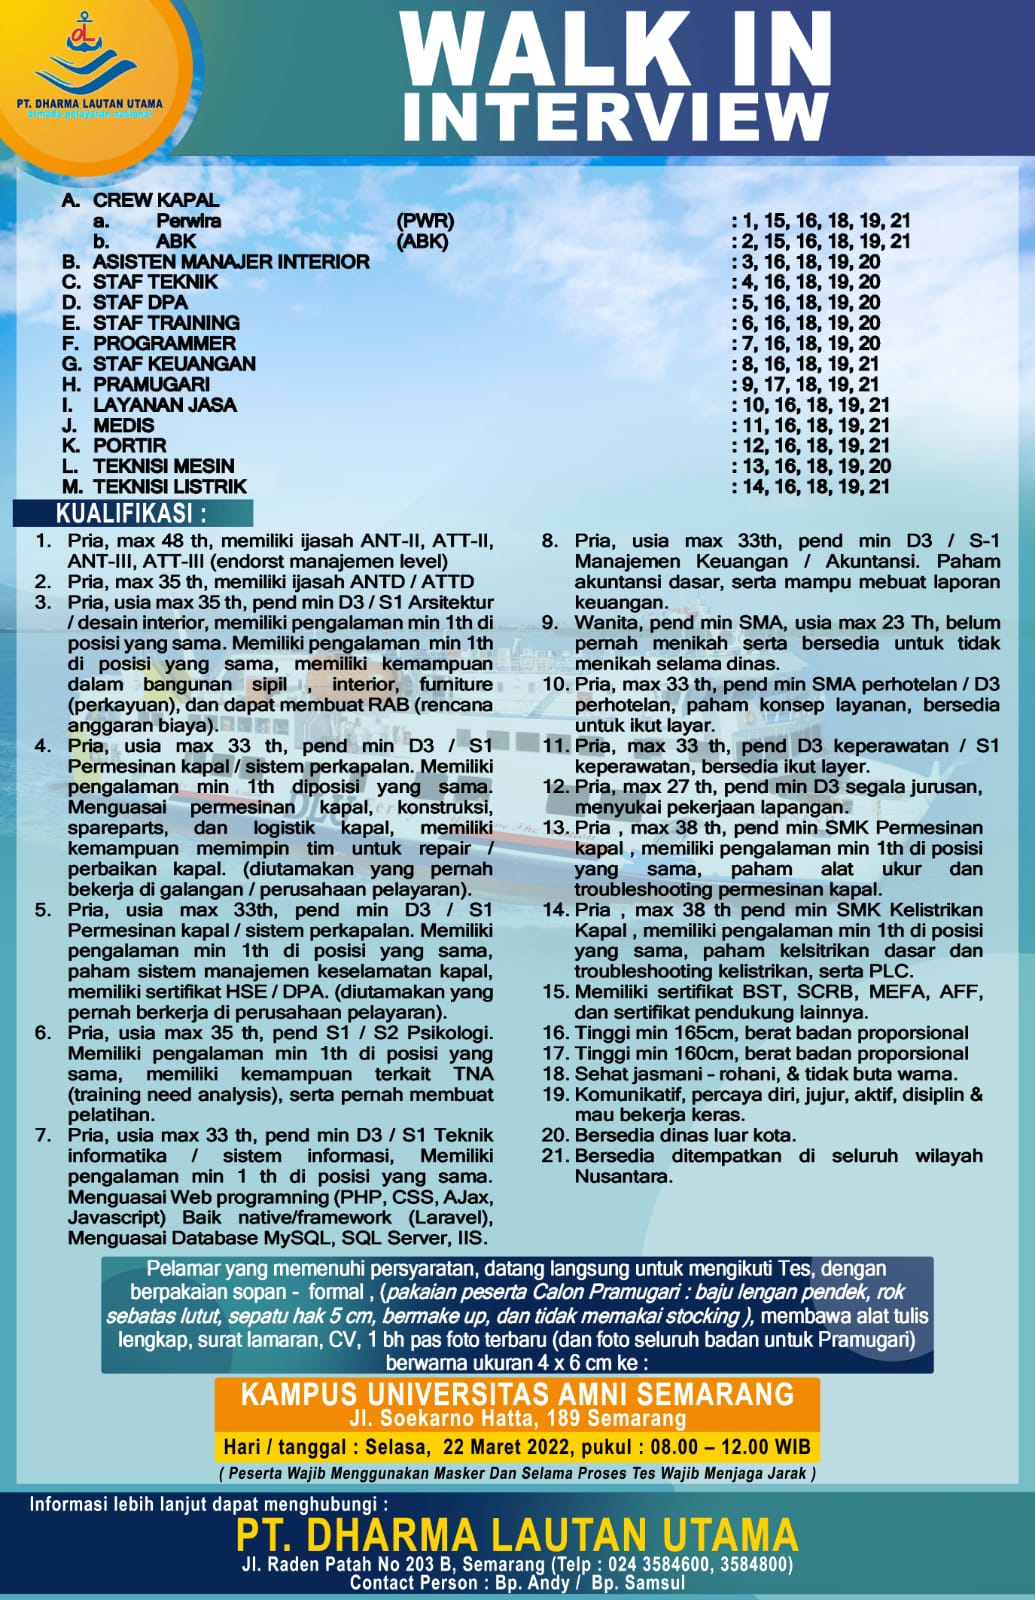 dL
PT. DHARMA LAUTAN UTAMA
armada pelayaran nasional
WALK IN
INTERVIEW
A. CREW KAPAL
a. Perwira (PWR) : 1, 15, 16, 18, 19, 21
b. ABK (ABK) : 2, 15, 16, 18, 19, 21
B. ASISTEN MANAJER INTERIOR : 3, 16, 18, 19, 20
C. STAF TEKNIK : 4, 16, 18, 19, 20
D. STAF DPA : 5, 16, 18, 19, 20
E. STAF TRAINING : 6, 16, 18, 19, 20
F. PROGRAMMER : 7, 16, 18, 19, 20
G. STAF KEUANGAN : 8, 16, 18, 19, 21
H. PRAMUGARI : 9, 17, 18, 19, 21
I. LAYANAN JASA : 10, 16, 18, 19, 21
J. MEDIS : 11, 16, 18, 19, 21
K. PORTIR : 12, 16, 18, 19, 21
L. TEKNISI MESIN : 13, 16, 18, 19, 20
M. TEKNISI LISTRIK : 14, 16, 18, 19, 21
KUALIFIKASI :
1. Pria, max 48 th, memiliki ijasah ANT-II, ATT-II,
ANT-III, ATT-III (endorst manajemen level)
2. Pria, max 35 th, memiliki ijasah ANTD / ATTD
3. Pria, usia max 35 th, pend min D3 / S1 Arsitektur
/ desain interior, memiliki pengalaman min 1th di
posisi yang sama. Memiliki pengalaman min 1th
di posisi yang sama, memiliki kemampuan
dalam bangunan sipil , interior, furniture
(perkayuan), dan dapat membuat RAB (rencana
anggaran biaya).
4. Pria, usia max 33 th, pend min D3 / S1
Permesinan kapal / sistem perkapalan. Memiliki
pengalaman min 1th diposisi yang sama.
Menguasai permesinan kapal, konstruksi,
spareparts, dan logistik kapal, memiliki
kemampuan memimpin tim untuk repair /
perbaikan kapal. (diutamakan yang pernah
bekerja di galangan / perusahaan pelayaran).
5. Pria, usia max 33th, pend min D3 / S1
Permesinan kapal / sistem perkapalan. Memiliki
pengalaman min 1th di posisi yang sama,
paham sistem manajemen keselamatan kapal,
memiliki sertifikat HSE / DPA. (diutamakan yang
pernah berkerja di perusahaan pelayaran).
6. Pria, usia max 35 th, pend S1 / S2 Psikologi.
Memiliki pengalaman min 1th di posisi yang
sama, memiliki kemampuan terkait TNA
(training need analysis), serta pernah membuat
pelatihan.
7. Pria, usia max 33 th, pend min D3 / S1 Teknik
informatika / sistem informasi, Memiliki
pengalaman min 1 th di posisi yang sama.
Menguasai Web programning (PHP, CSS, AJax,
Javascript) Baik native/framework (Laravel),
Menguasai Database MySQL, SQL Server, IIS.
8. Pria, usia max 33th, pend min D3 / S-1
Manajemen Keuangan / Akuntansi. Paham
akuntansi dasar, serta mampu mebuat laporan
keuangan.
9. Wanita, pend min SMA, usia max 23 Th, belum
pernah menikah serta bersedia untuk tidak
menikah selama dinas.
10. Pria, max 33 th, pend min SMA perhotelan / D3
perhotelan, paham konsep layanan, bersedia
untuk ikut layar.
11. Pria, max 33 th, pend D3 keperawatan / S1
keperawatan, bersedia ikut layer.
12. Pria, max 27 th, pend min D3 segala jurusan,
menyukai pekerjaan lapangan.
13. Pria , max 38 th, pend min SMK Permesinan
kapal , memiliki pengalaman min 1th di posisi
yang sama, paham alat ukur dan
troubleshooting permesinan kapal.
14. Pria , max 38 th pend min SMK Kelistrikan
Kapal , memiliki pengalaman min 1th di posisi
yang sama, paham kelsitrikan dasar dan
troubleshooting kelistrikan, serta PLC.
15. Memiliki sertifikat BST, SCRB, MEFA, AFF,
dan sertifikat pendukung lainnya.
16. Tinggi min 165cm, berat badan proporsional
17. Tinggi min 160cm, berat badan proporsional
18. Sehat jasmani - rohani, & tidak buta warna.
19. Komunikatif, percaya diri, jujur, aktif, disiplin &
mau bekerja keras.
20. Bersedia dinas luar kota.
21. Bersedia ditempatkan di seluruh wilayah
Nusantara.
Pelamar yang memenuhi persyaratan, datang langsung untuk mengikuti Tes, dengan
berpakaian sopan - formal , (pakaian peserta Calon Pramugari : baju lengan pendek, rok
sebatas lutut, sepatu hak 5 cm, bermake up, dan tidak memakai stocking ), membawa alat tulis
lengkap, surat lamaran, CV, 1 bh pas foto terbaru (dan foto seluruh badan untuk Pramugari)
berwarna ukuran 4 x 6 cm ke :
KAMPUS UNIVERSITAS AMNI SEMARANG
Jl. Soekarno Hatta, 189 Semarang
Hari / tanggal : Selasa, 22 Maret 2022, pukul : 08.00 – 12.00 WIB
( Peserta Wajib Menggunakan Masker Dan Selama Proses Tes Wajib Menjaga Jarak )
Informasi lebih lanjut dapat menghubungi :
PT. DHARMA LAUTAN UTAMA
Jl. Raden Patah No 203 B, Semarang (Telp : 024 3584600, 3584800)
Contact Person : Bp. Andy / Bp. Samsul